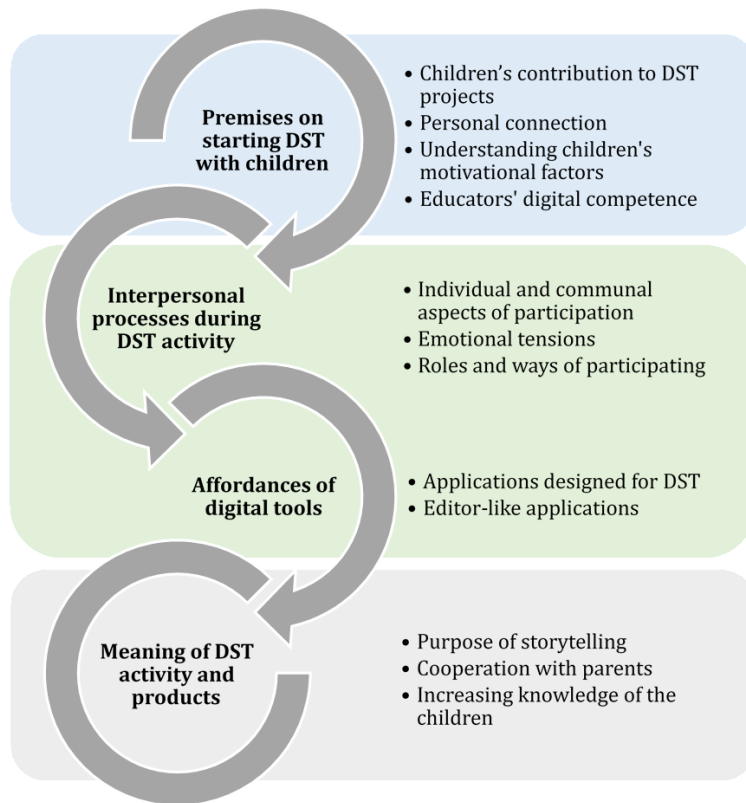 Premises on
starting DST
with children
• Children’s contribution to DST
projects
• Personal connection
• Understanding children's
motivational factors
• Educators' digital competence
Interpersonal
processes during
DST activity
• Individual and communal
aspects of participation
• Emotional tensions
• Roles and ways of participating
Affordances of
digital tools
• Applications designed for DST
• Editor-like applications
Meaning of DST
activity and
products
• Purpose of storytelling
• Cooperation with parents
• Increasing knowledge of the
children